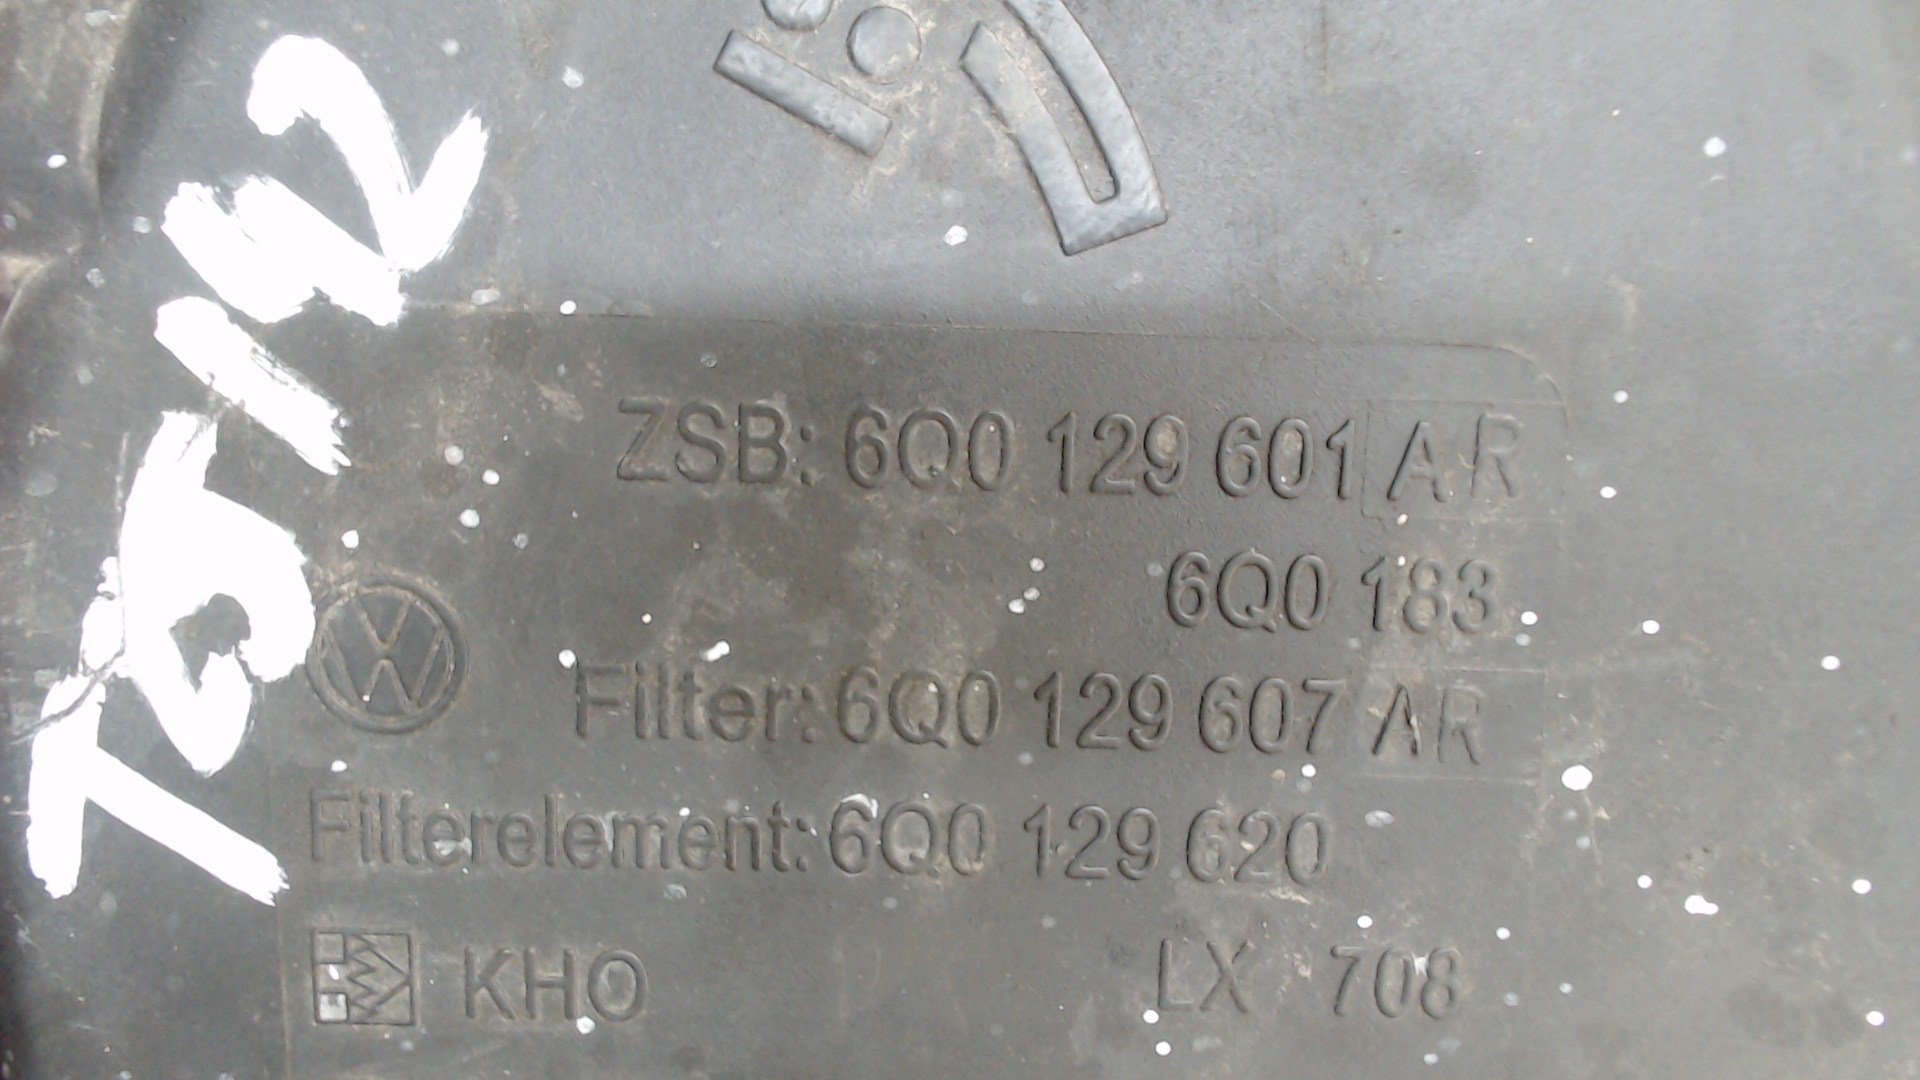 ZSB: 6Q0 129 601 AR
6Q0 183
Filter: 6Q0 129 607 AR
Filterelement: 6Q0 129 620
KHO LX 708